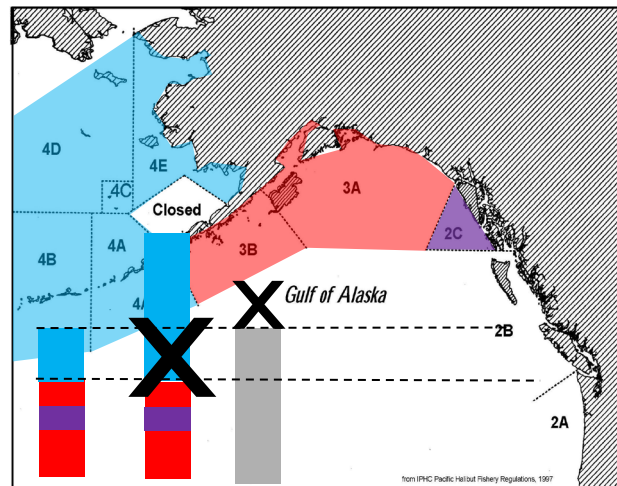 4D
4E
4C
Closed
3A
2C
4B
4A
3B
4A
Gulf of Alaska
2B
2A
from IPHC Pacific Halibut Fishery Regulations, 1997